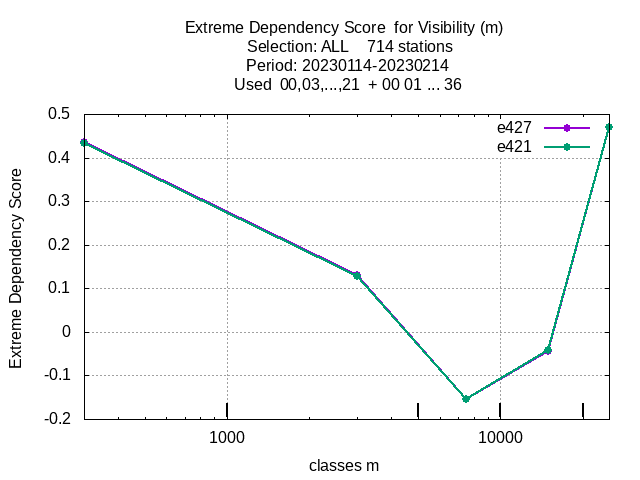 Extreme Dependency Score  for Visibility (m)
Selection: ALL    714 stations
Period: 20230114-20230214
Used  00,03,...,21  + 00 01 ... 36
0.5
e427
e421
0.4
0.3
0.2
0.1
0
-0.1
-0.2
Extreme Dependency Score
1000
10000
classes m